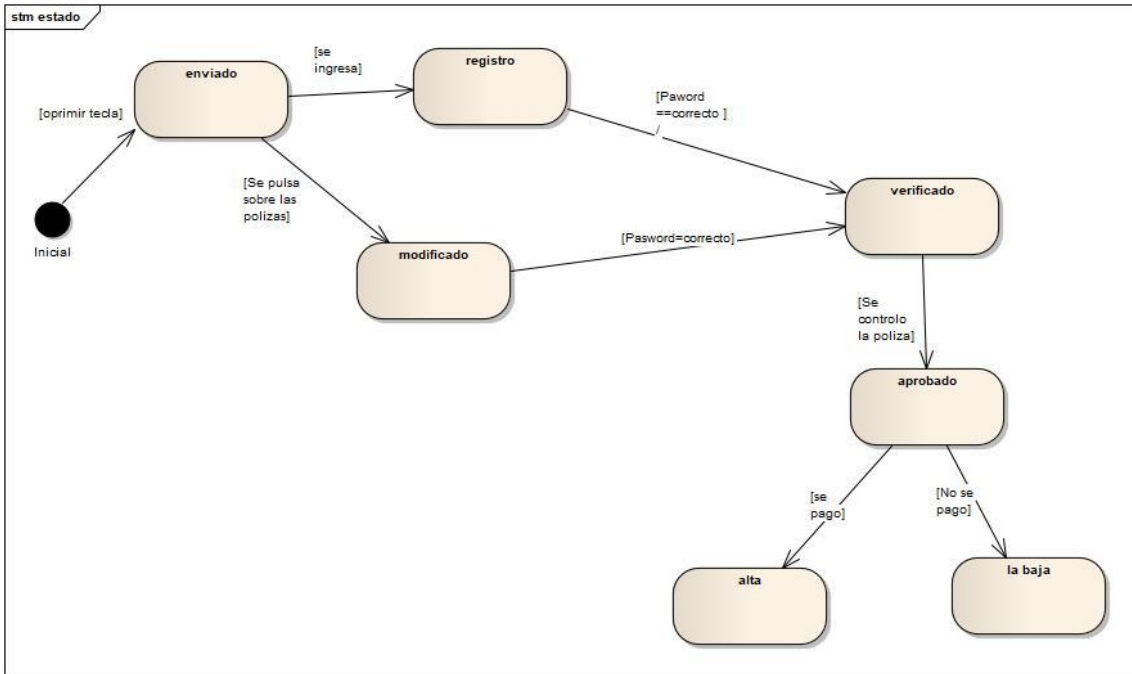 stm estado
enviado
[se
ingresa]
registro
[oprimir tecla]
[Paword
==correcto ]
/
[Se pulsa
sobre las
polizas]
Inicial
verificado
[Pasword=correcto]
modificado
[Se
controlo
la poliza]
aprobado
[se
pago]
[No se
pago]
alta
la baja